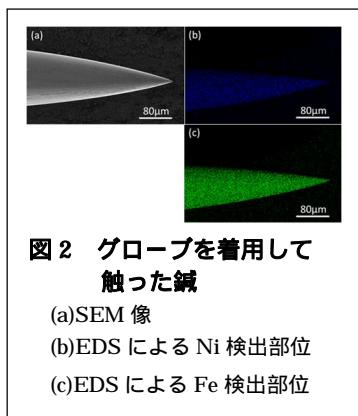 (a)
(b)
80μm
80μm
(c)
80μm
図 2 グローブを着用して
触った鍼
(a)SEM 像
(b)EDS による Ni 検出部位
(c)EDS による Fe 検出部位